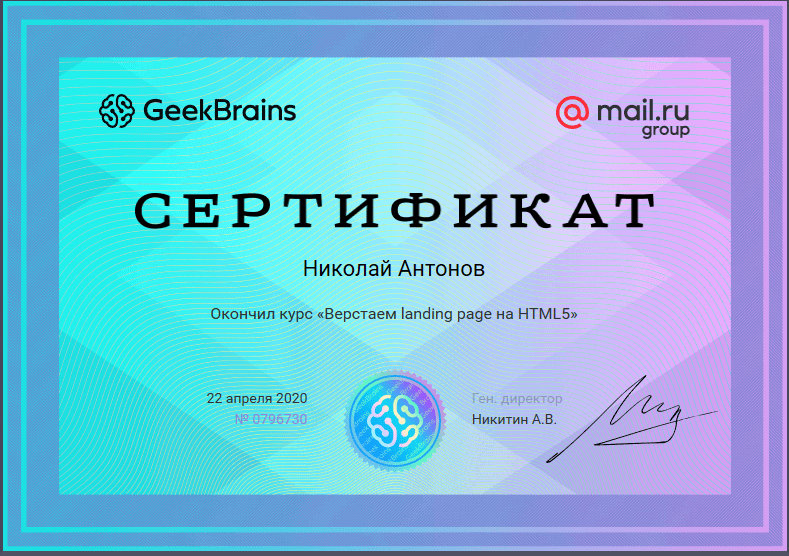 GeekBrains
@mail.ru
group
СЕРТИФИКАТ
Николай Антонов
Окончил курс «Верстаем landing page на HTML5»
22 апреля 2020
№ 0796730
Ген. директор
Никитин А.В.